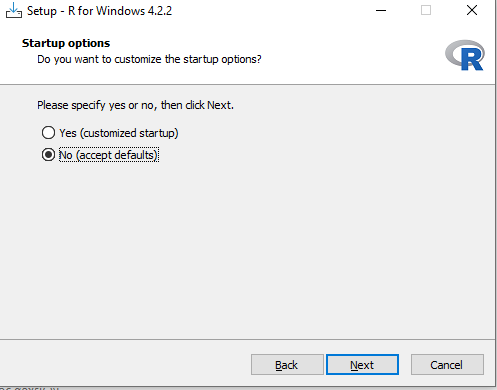 Setup - R for Windows 4.2.2
Startup options
Do you want to customize the startup options?
R
Please specify yes or no, then click Next.
Yes (customized startup)
No (accept defaults)
Back
Next
Cancel